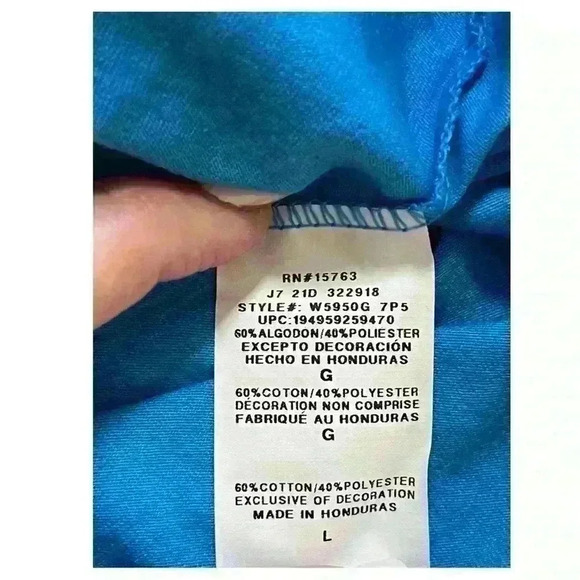 RN#15763
J7 21D 322918
STYLE#: W5950G 7P5
UPC:194959259470
60%ALGODON/40%POLIESTER
EXCEPTO DECORACIÓN
HECHO EN HONDURAS
G
60%COTON/40%POLYESTER
DÉCORATION NON COMPRISE
FABRIQUÉ AU HONDURAS
G
60%COTTON/40%POLYESTER
EXCLUSIVE OF DECORATION
MADE IN HONDURAS
L